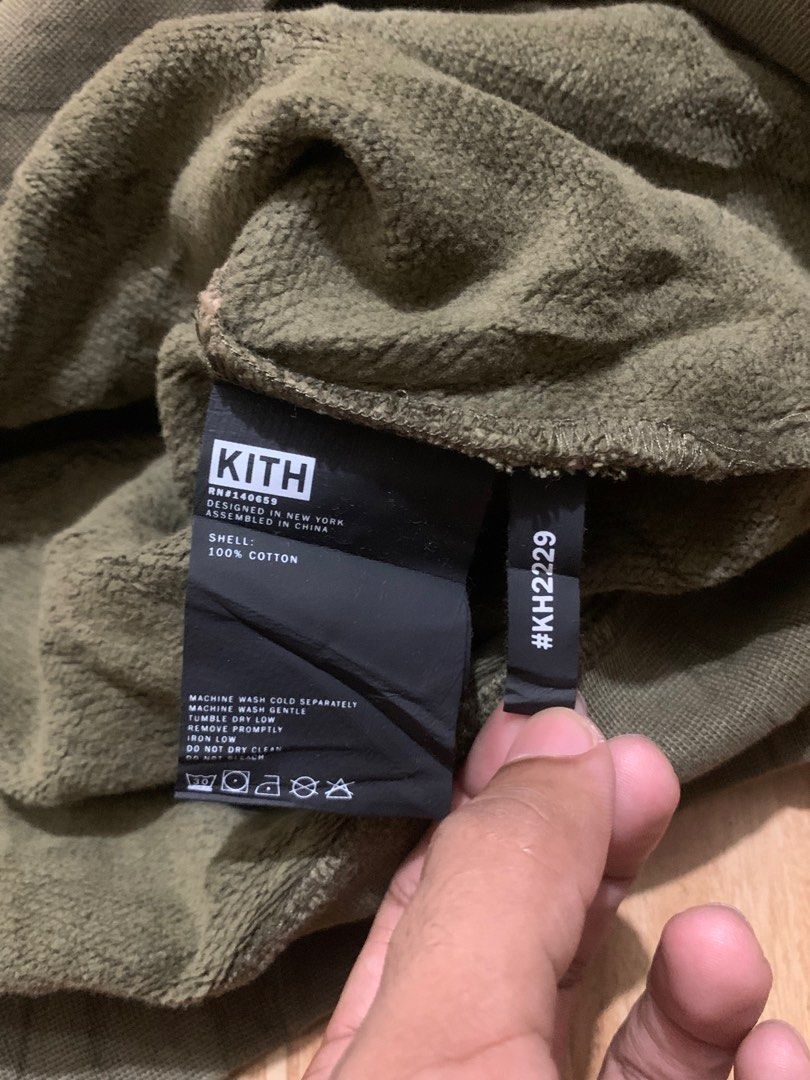 KITH
RN#140659
DESIGNED IN NEW YORK
ASSEMBLED IN CHINA
SHELL:
100% COTTON
MACHINE WASH COLD SEPARATELY
MACHINE WASH GENTLE
TUMBLE DRY LOW
REMOVE PROMPTLY
IRON LOW
DO NOT DRY CLEAN
DO NOT BLEACH
30
#KH2229